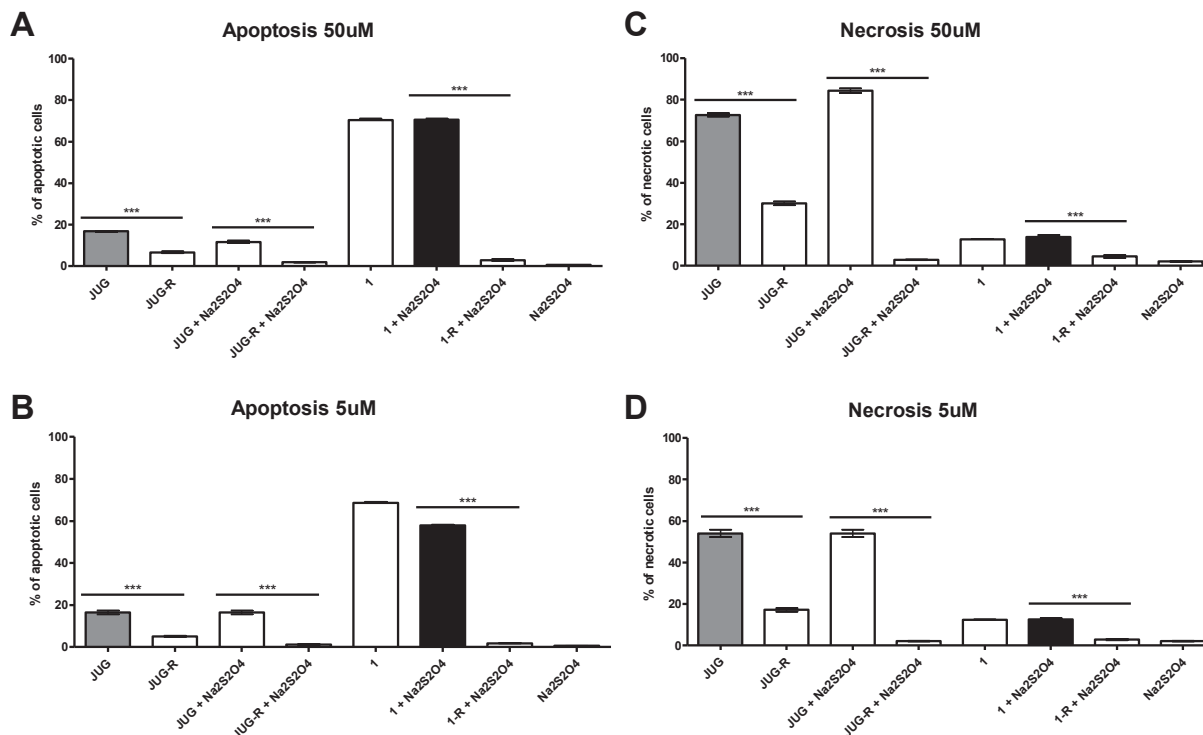 A
Apoptosis 50uM
% of apoptotic cells
100
80
60
40
20
0
***
***
***
JUG
JUG-R
JUG + Na2S2O4
JUG-R + Na2S2O4
1
1 + Na2S2O4
1-R + Na2S2O4
Na2S2O4
C
Necrosis 50uM
% of necrotic cells
100
80
60
40
20
0
***
***
***
JUG
JUG-R
JUG + Na2S2O4
JUG-R + Na2S2O4
1
1 + Na2S2O4
1-R + Na2S2O4
Na2S2O4
B
Apoptosis 5uM
% of apoptotic cells
100
80
60
40
20
0
***
***
***
JUG
JUG-R
JUG + Na2S2O4
IUG-R + Na2S2O4
1
1 + Na2S2O4
1-R + Na2S2O4
Na2S2O4
D
Necrosis 5uM
% of necrotic cells
100
80
60
40
20
0
***
***
***
JUG
JUG-R
JUG + Na2S2O4
JUG-R + Na2S2O4
1
1 + Na2S2O4
1-R + Na2S2O4
Na2S2O4